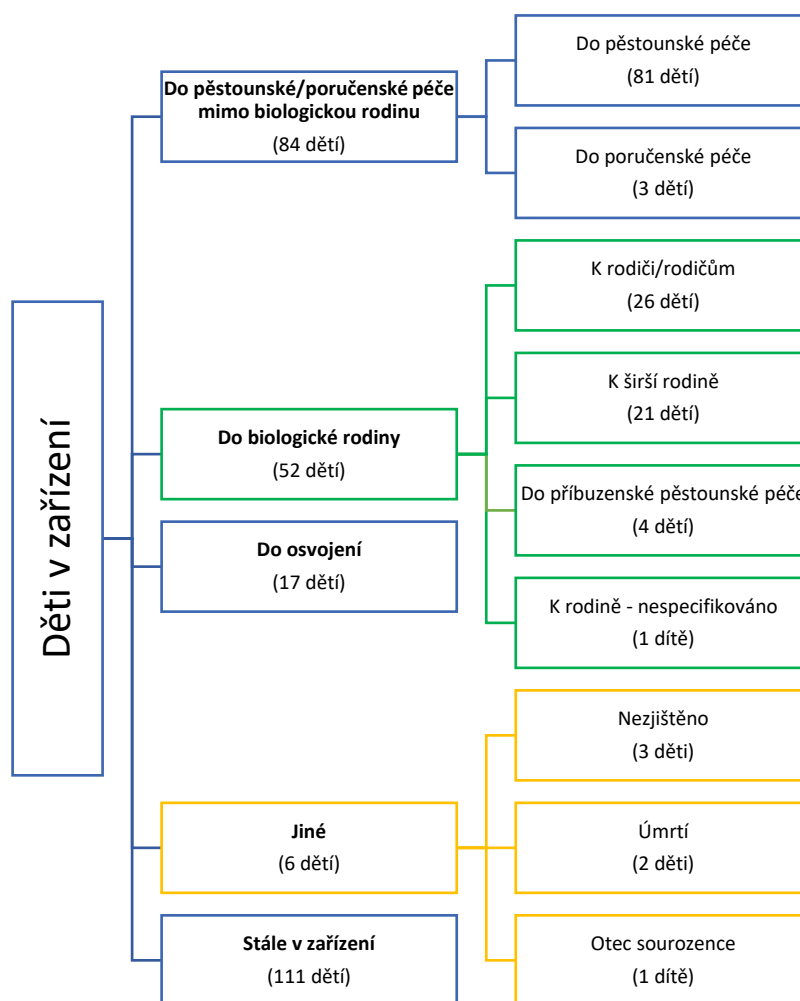 Děti v zařízení
Do pěstounské/poručenské péče
mimo biologickou rodinu
(84 dětí)
Do pěstounské péče
(81 dětí)
Do poručenské péče
(3 dětí)
Do biologické rodiny
(52 dětí)
K rodiči/rodičům
(26 dětí)
K širší rodině
(21 dětí)
Do příbuzenské pěstounské péče
(4 dětí)
K rodině - nespecifikováno
(1 dítě)
Do osvojení
(17 dětí)
Jiné
(6 dětí)
Nezjištěno
(3 děti)
Úmrtí
(2 děti)
Otec sourozence
(1 dítě)
Stále v zařízení
(111 dětí)